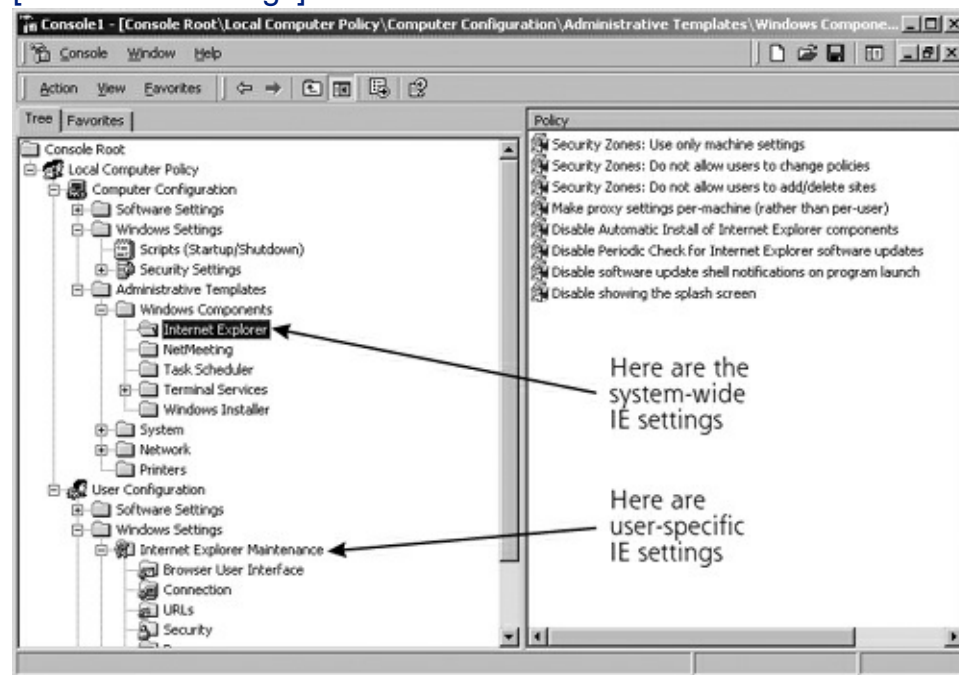 Console1 - [Console Root\Local Computer Policy\Computer Configuration\Administrative Templates\Windows Compone...
Console Window Help
Action View Favorites
Tree Favorites
Console Root
Local Computer Policy
Computer Configuration
Software Settings
Windows Settings
Scripts (Startup/Shutdown)
Security Settings
Administrative Templates
Windows Components
Internet Explorer
NetMeeting
Task Scheduler
Terminal Services
Windows Installer
System
Network
Printers
User Configuration
Software Settings
Windows Settings
Internet Explorer Maintenance
Browser User Interface
Connection
URLs
Security
Policy
Security Zones: Use only machine settings
Security Zones: Do not allow users to change policies
Security Zones: Do not allow users to add/delete sites
Make proxy settings per-machine (rather than per-user)
Disable Automatic Install of Internet Explorer components
Disable Periodic Check for Internet Explorer software updates
Disable software update shell notifications on program launch
Disable showing the splash screen
Here are the
system-wide
IE settings
Here are
user-specific
IE settings